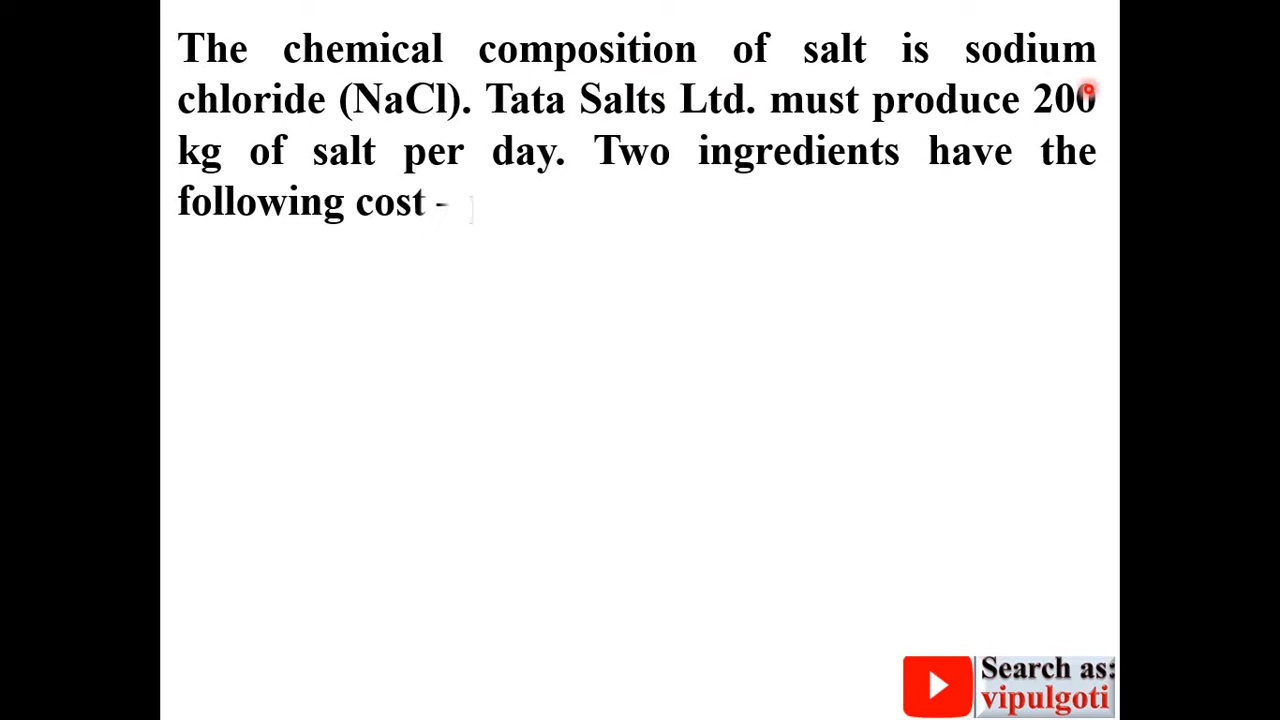 The chemical composition of salt is sodium
chloride (NaCl). Tata Salts Ltd. must produce 200
kg of salt per day. Two ingredients have the
following cost -
Search as:
vipulgoti